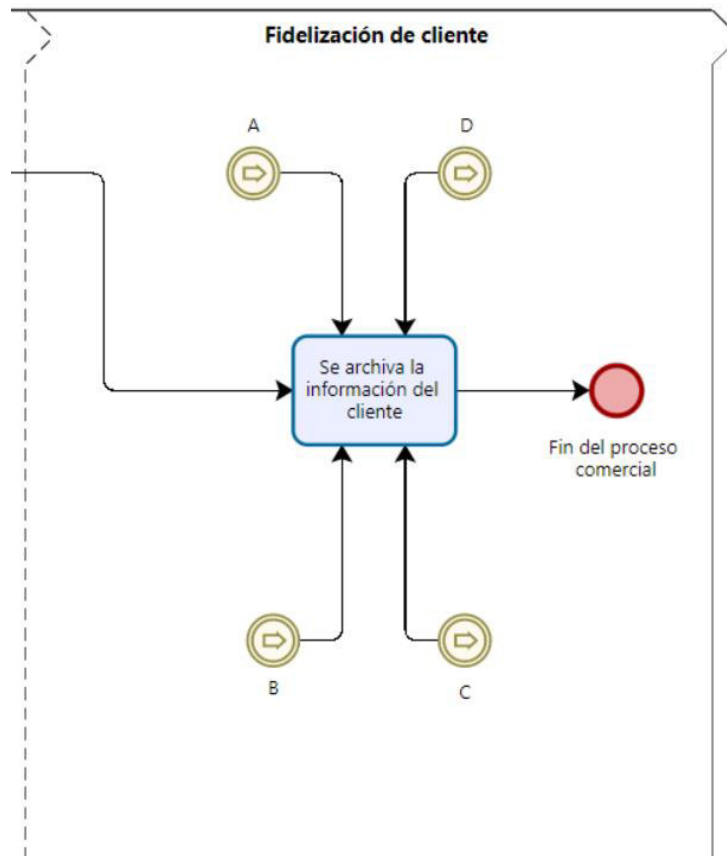 Fidelización de cliente
A
D
Se archiva la
información del
cliente
Fin del proceso
comercial
B
C